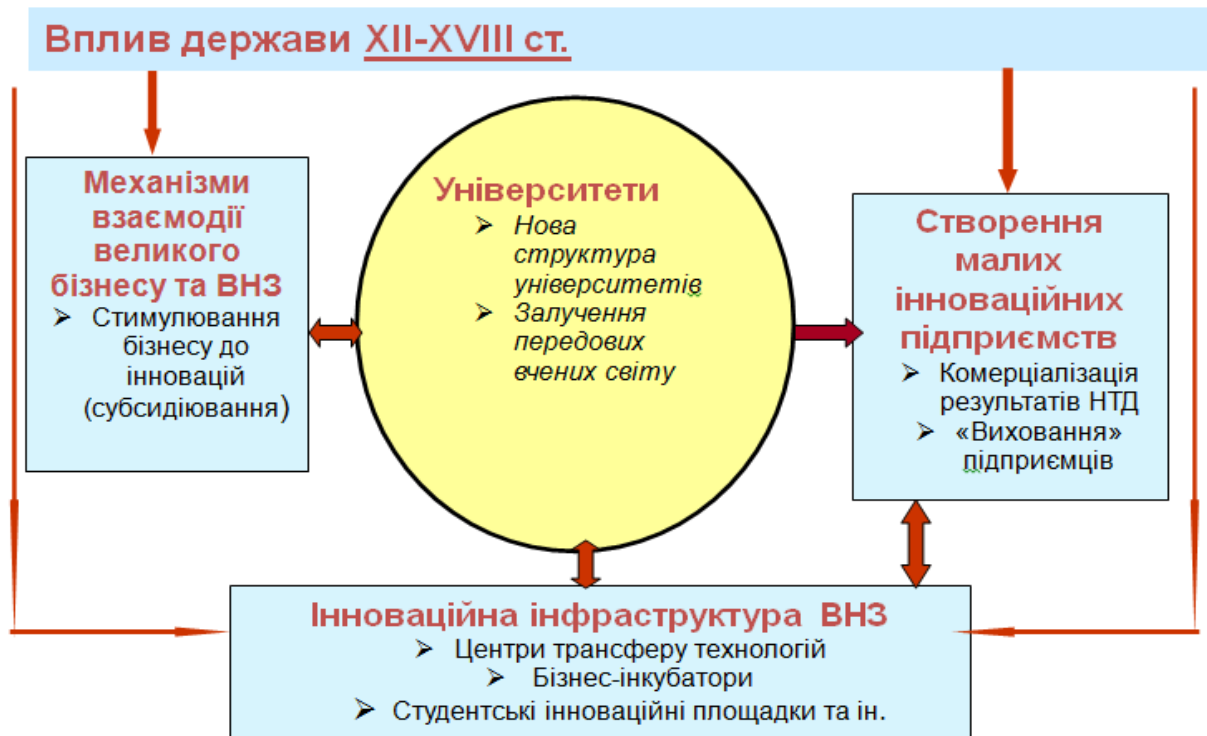 Вплив держави XII-XVIII ст.
Механізми
взаємодії
великого
бізнесу та ВНЗ
➢ Стимулювання
бізнесу до
інновацій
(субсидіювання)
Університети
➢ Нова
структура
університетів
➢ Залучення
передових
вчених світу
Створення
малих
інноваційних
підприємств
➢ Комерціалізація
результатів НТД
➢ «Виховання»
підприємців
Інноваційна інфраструктура ВНЗ
➢ Центри трансферу технологій
➢ Бізнес-інкубатори
➢ Студентські інноваційні площадки та ін.